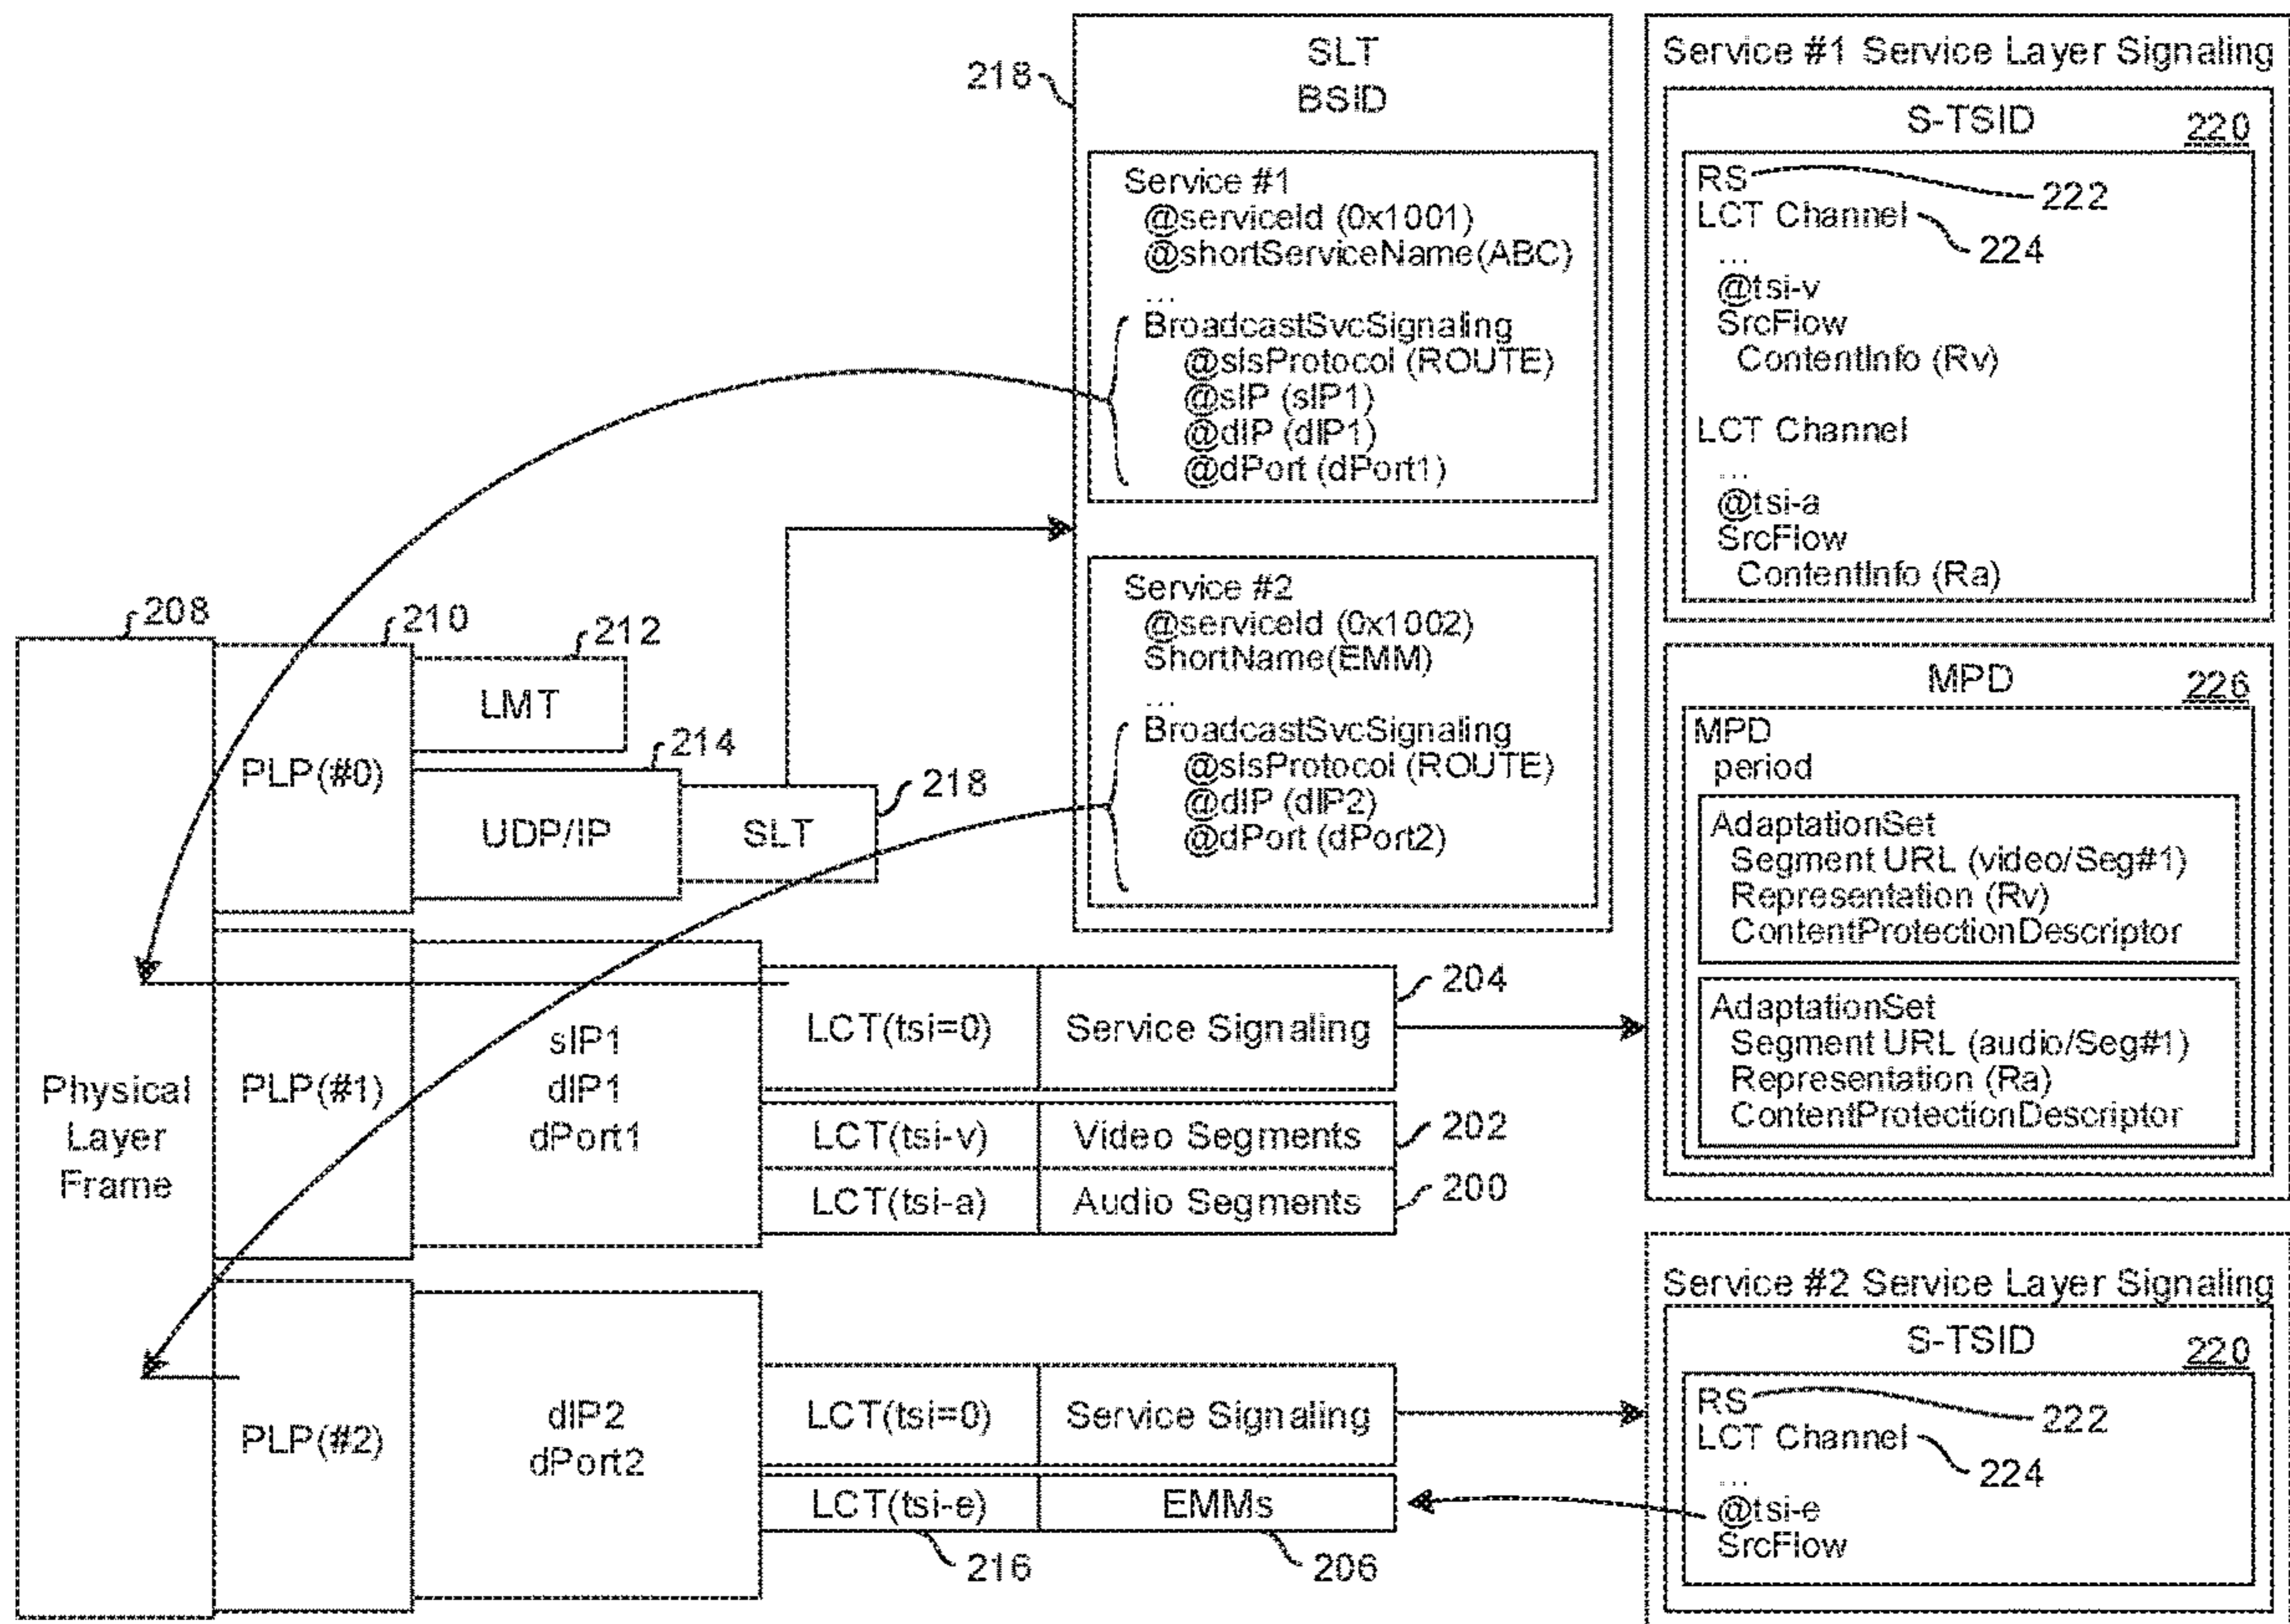 208
Physical
Layer
Frame
210
PLP(#0)
212
LMT
214
UDP/IP
218
SLT
PLP(#1)
sIP1
dIP1
dPort1
LCT(tsi=0)
Service Signaling
204
LCT(tsi-v)
Video Segments
202
LCT(tsi-a)
Audio Segments
200
PLP(#2)
dIP2
dPort2
LCT(tsi=0)
Service Signaling
LCT(tsi-e)
EMMs
216
206
218
SLT
BSID
Service #1
@serviceId (0x1001)
@shortServiceName(ABC)
...
BroadcastSvcSignaling
@slsProtocol (ROUTE)
@sIP (sIP1)
@dIP (dIP1)
@dPort (dPort1)
Service #2
@serviceId (0x1002)
ShortName(EMM)
...
BroadcastSvcSignaling
@slsProtocol (ROUTE)
@dIP (dIP2)
@dPort (dPort2)
Service #1 Service Layer Signaling
S-TSID
220
RS
222
LCT Channel
224
...
@tsi-v
SrcFlow
ContentInfo (Rv)
LCT Channel
...
@tsi-a
SrcFlow
ContentInfo (Ra)
MPD
226
MPD
period
AdaptationSet
Segment URL (video/Seg#1)
Representation (Rv)
ContentProtectionDescriptor
AdaptationSet
Segment URL (audio/Seg#1)
Representation (Ra)
ContentProtectionDescriptor
Service #2 Service Layer Signaling
S-TSID
220
RS
222
LCT Channel
224
...
@tsi-e
SrcFlow